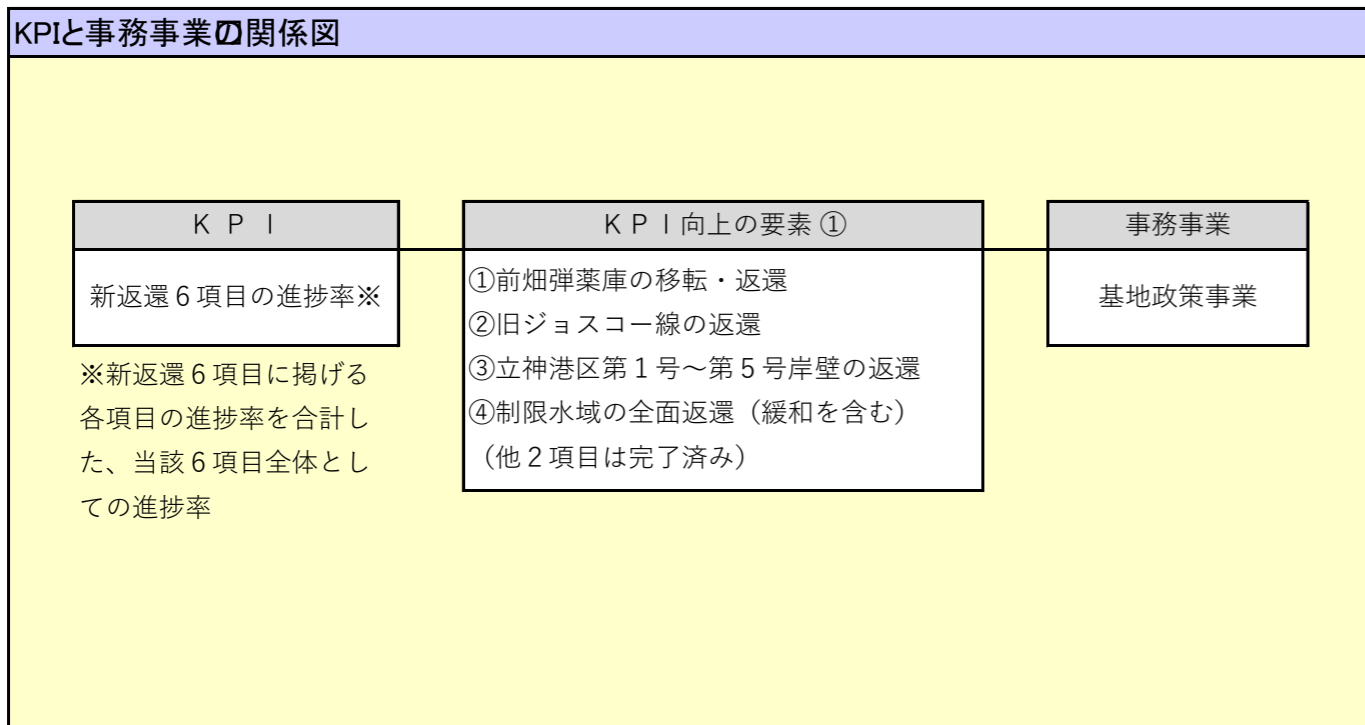 KPIと事務事業の関係図
ＫＰＩ
新返還６項目の進捗率※
※新返還６項目に掲げる
各項目の進捗率を合計し
た、当該６項目全体とし
ての進捗率
ＫＰＩ向上の要素①
①前畑弾薬庫の移転・返還
②旧ジョスコー線の返還
③立神港区第１号～第５号岸壁の返還
④制限水域の全面返還（緩和を含む）
（他２項目は完了済み）
事務事業
基地政策事業